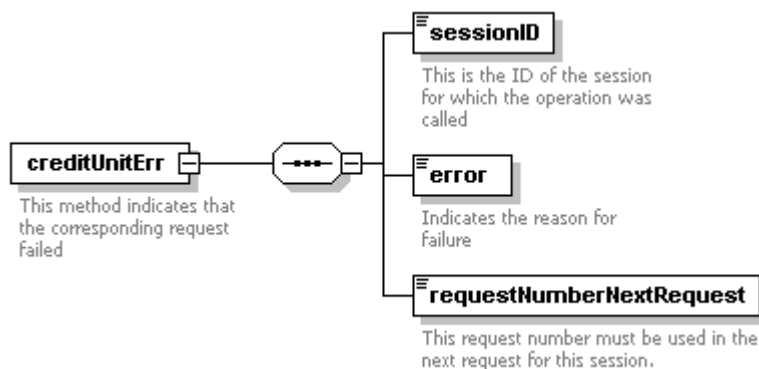 sessionID
This is the ID of the session
for which the operation was
called
creditUnitErr
This method indicates that
the corresponding request
failed
error
Indicates the reason for
failure
requestNumberNextRequest
This request number must be used in the
next request for this session.